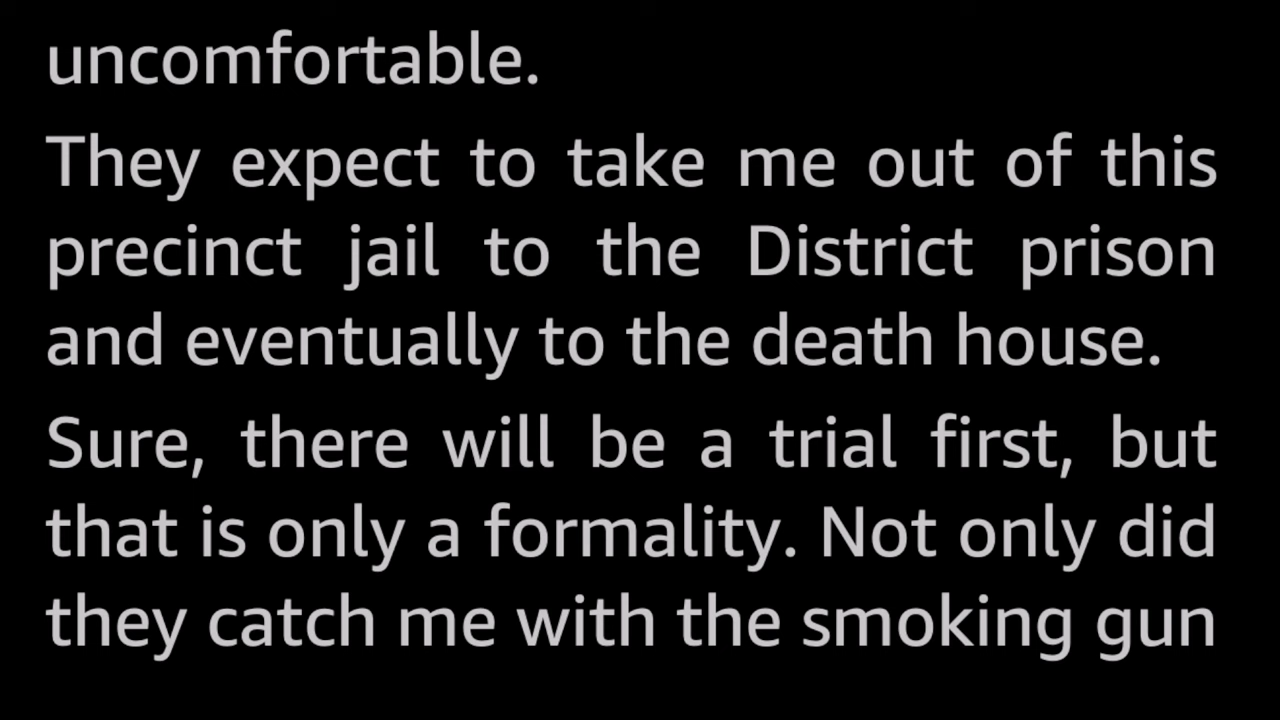 uncomfortable.
They expect to take me out of this
precinct jail to the District prison
and eventually to the death house.
Sure, there will be a trial first, but
that is only a formality. Not only did
they catch me with the smoking gun